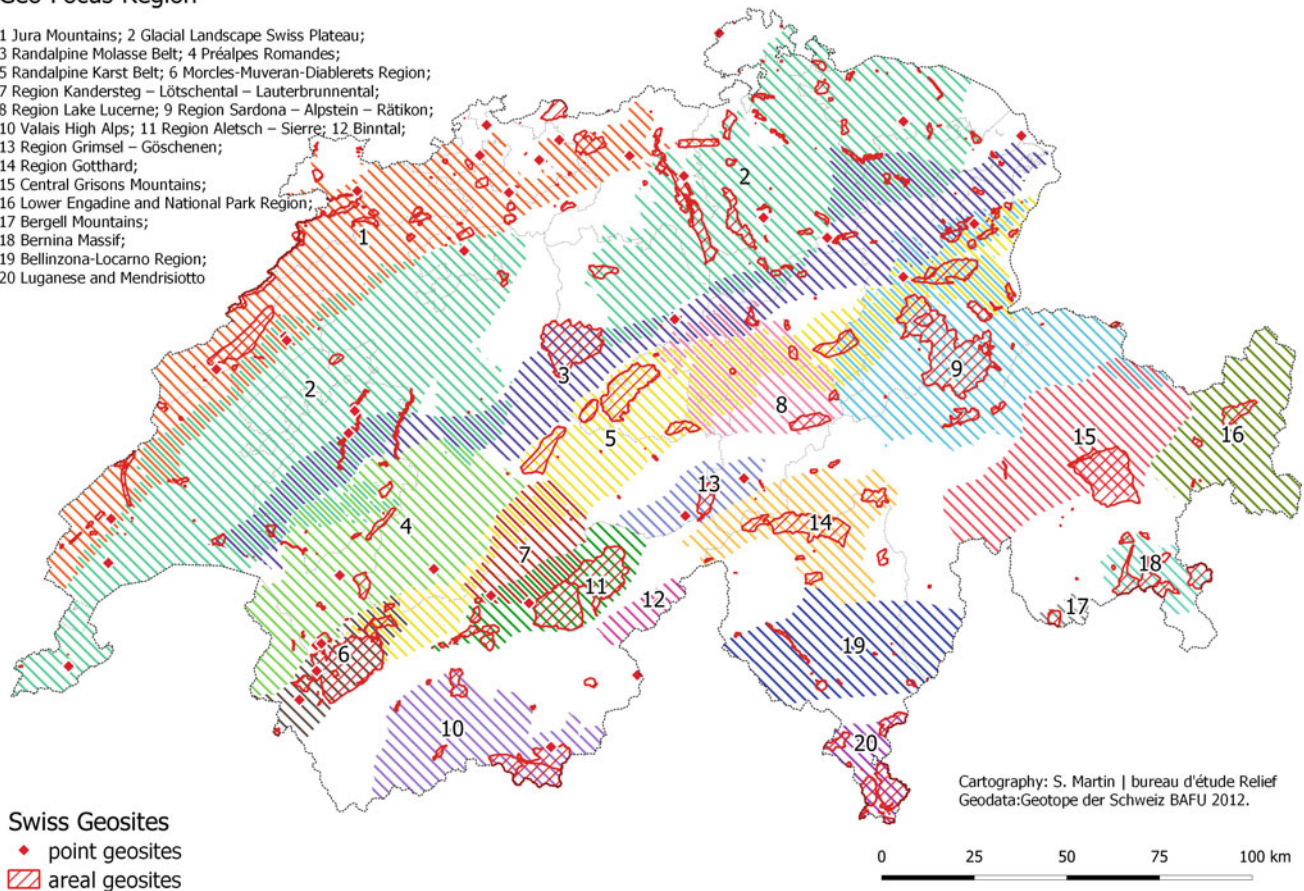 Geo Focus Region
1 Jura Mountains; 2 Glacial Landscape Swiss Plateau;
3 Randalpine Molasse Belt; 4 Préalpes Romandes;
5 Randalpine Karst Belt; 6 Morcles-Muveran-Diablerets Region;
7 Region Kandersteg – Lötschental – Lauterbrunnental;
8 Region Lake Lucerne; 9 Region Sardona – Alpstein – Rätikon;
10 Valais High Alps; 11 Region Aletsch – Sierre; 12 Binntal;
13 Region Grimsel – Göschenen;
14 Region Gotthard;
15 Central Grisons Mountains;
16 Lower Engadine and National Park Region;
17 Bergell Mountains;
18 Bernina Massif;
19 Bellinzona-Locarno Region;
20 Luganese and Mendrisiotto
2
1
3
2
9
8
5
15
16
13
14
4
7
11
12
18
17
6
19
10
20
Cartography: S. Martin | bureau d'étude Relief
Geodata:Geotope der Schweiz BAFU 2012.
Swiss Geosites
point geosites
areal geosites
0 25 50 75 100 km